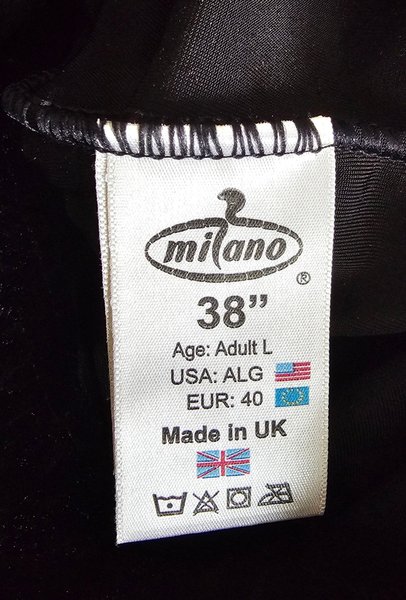 milano
®
38”
Age: Adult L
USA: ALG
EUR: 40
Made in UK